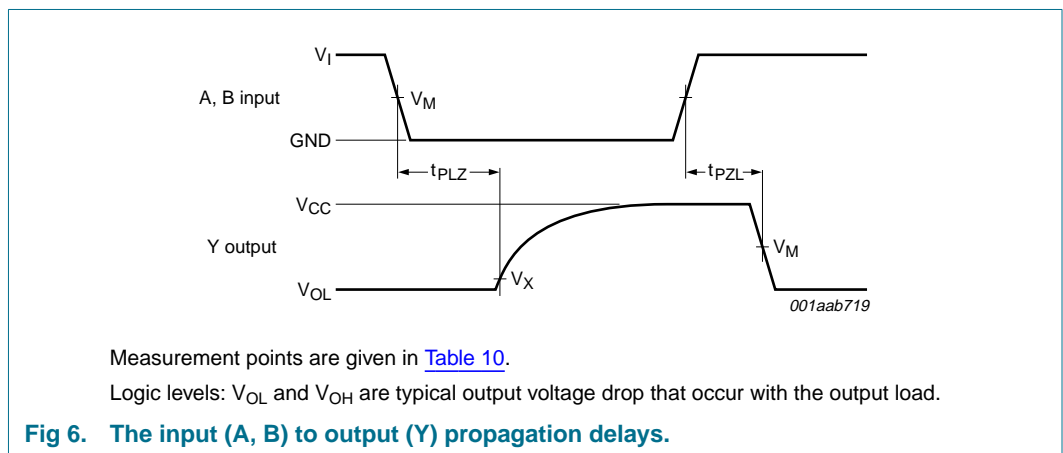 V_I
A, B input
V_M
GND
t_PLZ
t_PZL
V_CC
Y output
V_M
V_X
V_OL
001aab719
Measurement points are given in Table 10.
Logic levels: V_OL and V_OH are typical output voltage drop that occur with the output load.
Fig 6. The input (A, B) to output (Y) propagation delays.